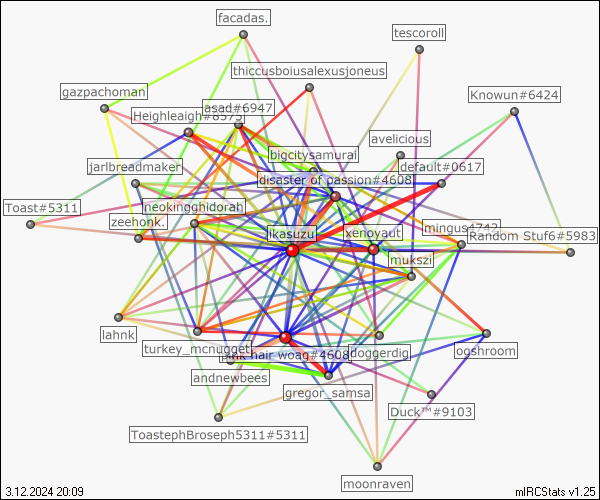 facadas.
tescoroll
thiccusboiusalexusjoneus
gazpachoman
Knowun#6424
asad#6947
Heighleaigh#8575
avelicious
bigcitysamurai
jarlbreadmaker
default#0617
disaster of passion#4608
Toast#5311
neokingghidorah
zeehonk.
ikasuzu
xenoyaut
mingus4742
Random Stuf6#5983
mukszi
lahnk
turkey_mcnugget
pink hair woag#4608
doggerdig
ogshroom
andnewbees
gregor_samsa
Duck™#9103
ToastephBroseph5311#5311
moonraven
3.12.2024 20:09
mIRCStats v1.25